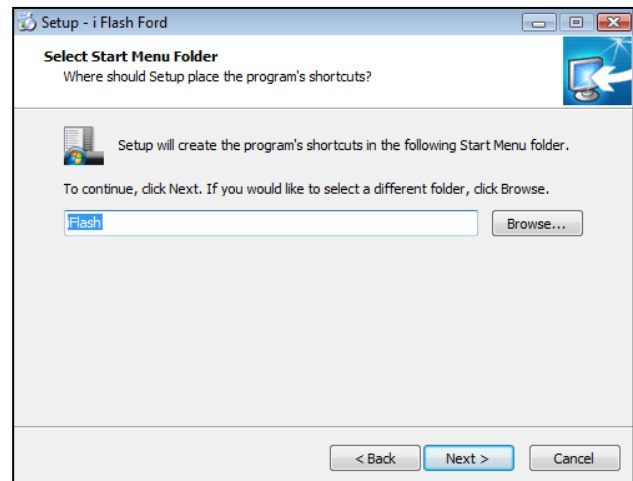 Setup - i Flash Ford
Select Start Menu Folder
Where should Setup place the program's shortcuts?
Setup will create the program's shortcuts in the following Start Menu folder.
To continue, click Next. If you would like to select a different folder, click Browse.
iFlash
Browse...
< Back
Next >
Cancel